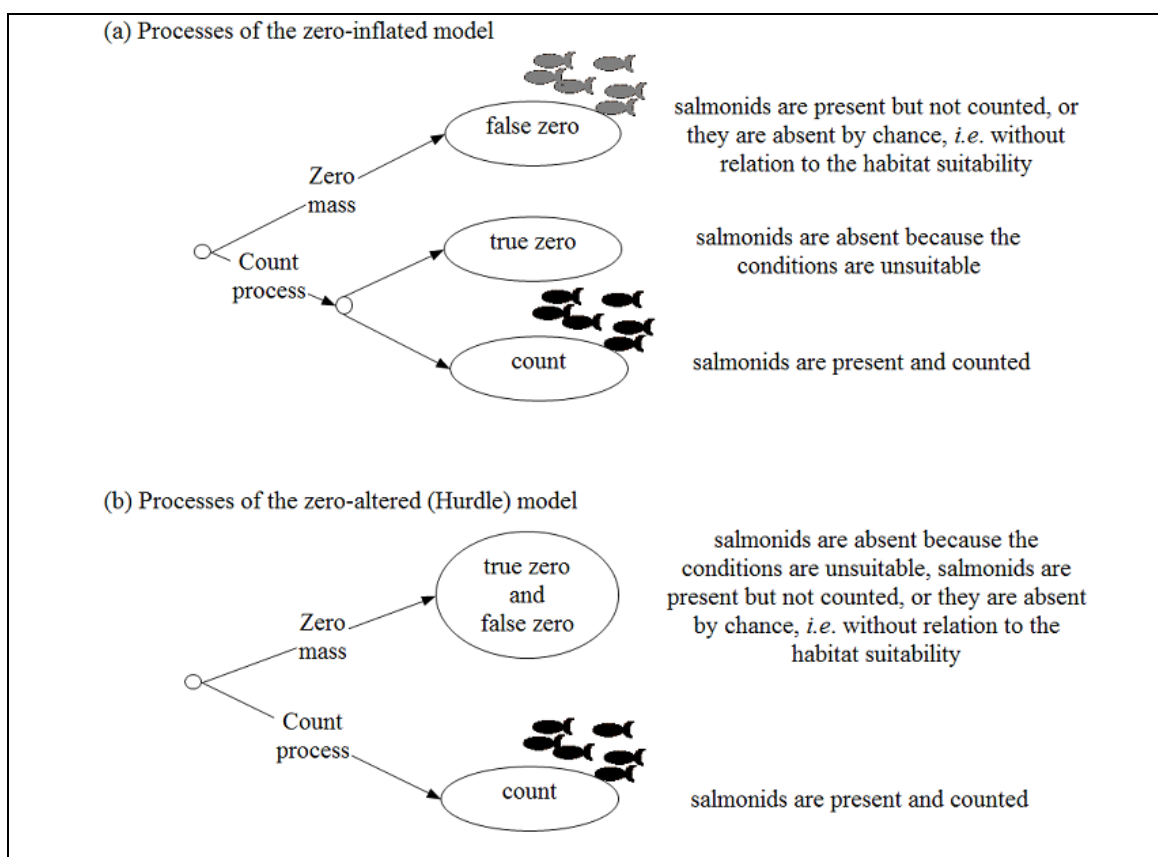 (a) Processes of the zero-inflated model
false zero
salmonids are present but not counted, or
they are absent by chance, i.e. without
relation to the habitat suitability
Zero
mass
true zero
salmonids are absent because the
conditions are unsuitable
Count
process
count
salmonids are present and counted
(b) Processes of the zero-altered (Hurdle) model
true zero
and
false zero
salmonids are absent because the
conditions are unsuitable, salmonids are
present but not counted, or they are absent
by chance, i.e. without relation to the
habitat suitability
Zero
mass
Count
process
count
salmonids are present and counted